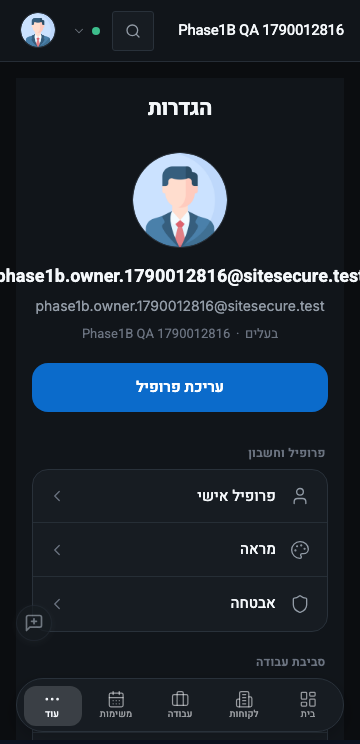 Phase1B QA 1790012816
הגדרות
phase1b.owner.1790012816@sitesecure.test
phase1b.owner.1790012816@sitesecure.test
בעלים · Phase1B QA 1790012816
עריכת פרופיל
פרופיל וחשבון
פרופיל אישי
מראה
אבטחה
סביבת עבודה
בית
לקוחות
עבודה
משימות
עוד